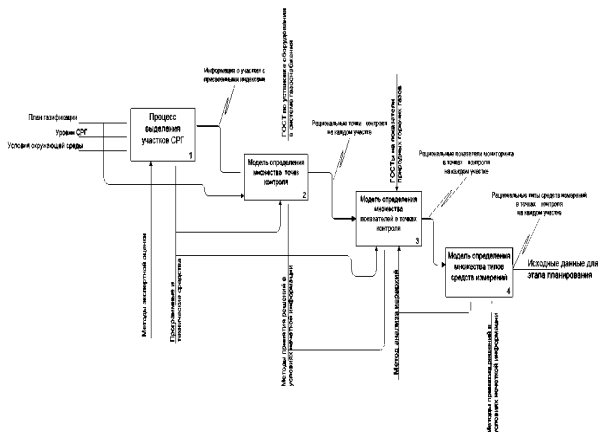 План газификации
Уровни СРГ
Условия окружающей среды
Процесс
выделения
участков СРГ
1
Информация о участках с
присвоенными индексами
ГОСТ по установке оборудования
в системе газоснабжения
Модель определения
множества точек
контроля
2
Рациональные точки контроля
на каждом участке
ГОСТы на показатели
природных горючих газов
Модель определения
множества
показателей в точках
контроля
3
Рациональные показатели мониторинга
в точках контроля
на каждом участке
Рациональные типы средств измерений
в точках контроля
на каждом участке
Модель определения
множества типов
средств измерений
4
Исходные данные для
этапа планирования
Методы экспертной оценки
Программные и
технические средства
Методы принятия решений в
условиях нечеткой информации
Метод анализа иерархий
Методы принятия решений в
условиях нечеткой информации